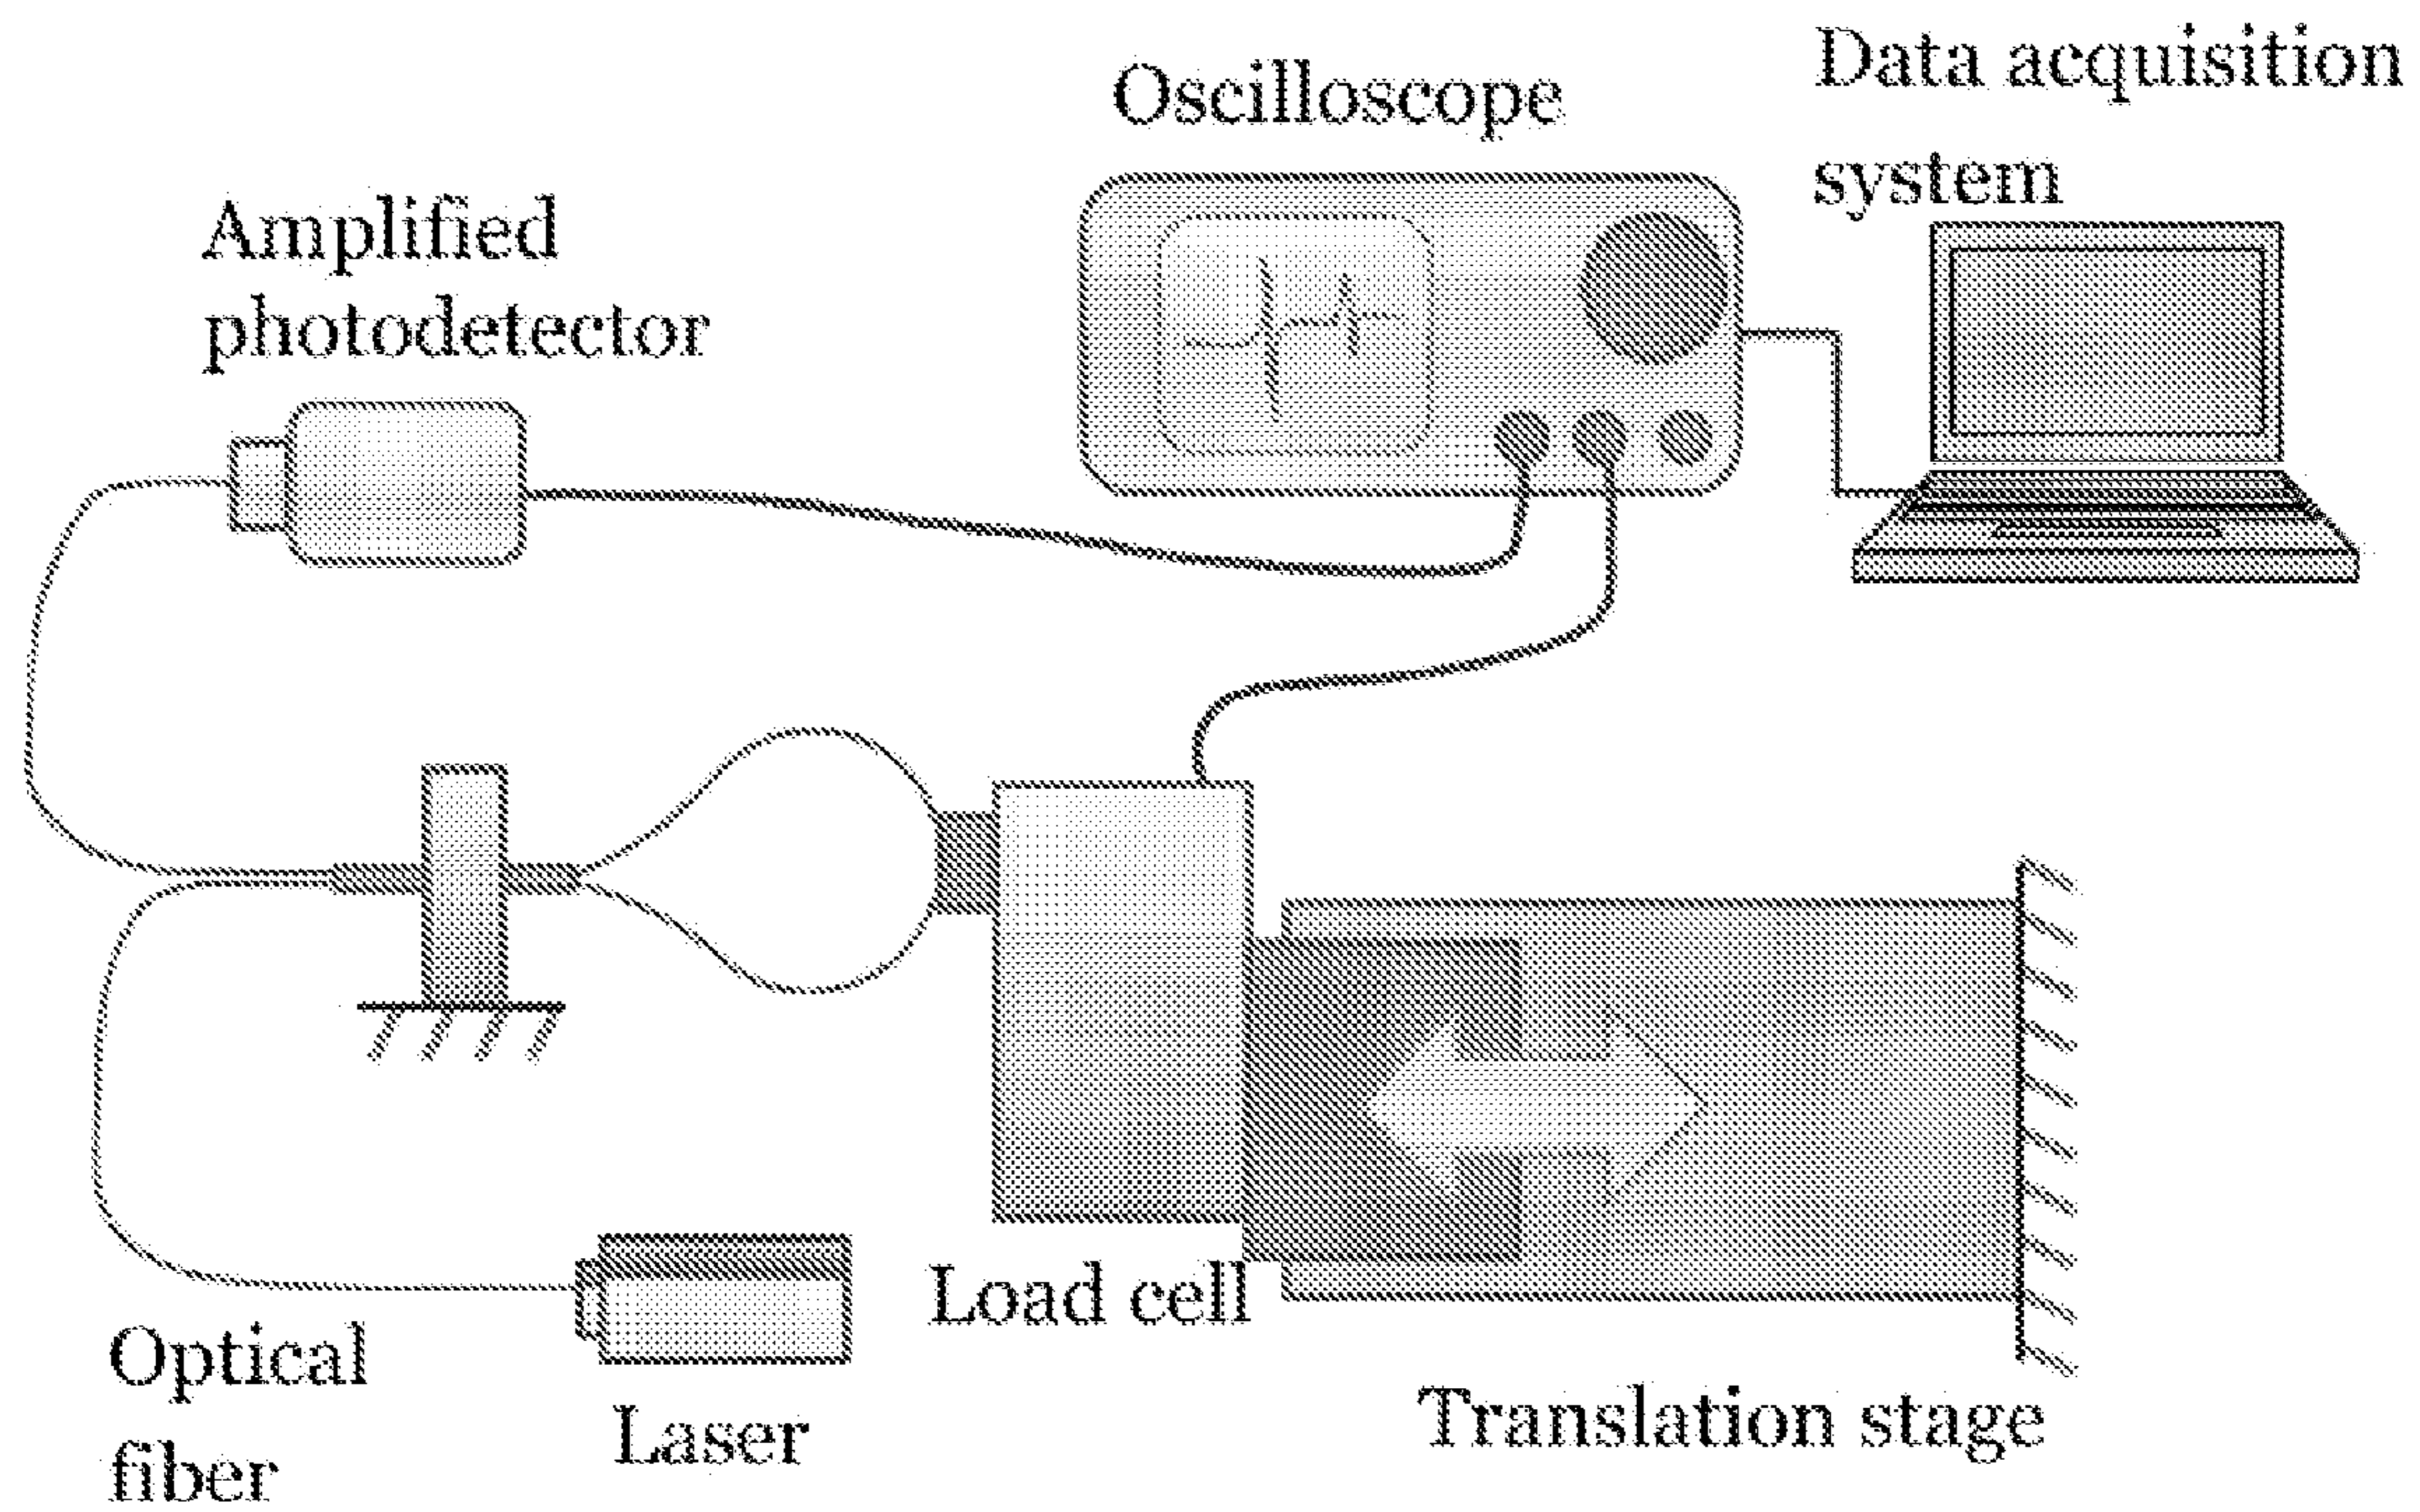 Oscilloscope
Data acquisition
system
Amplified
photodetector
Load cell
Optical
fiber
Laser
Translation stage